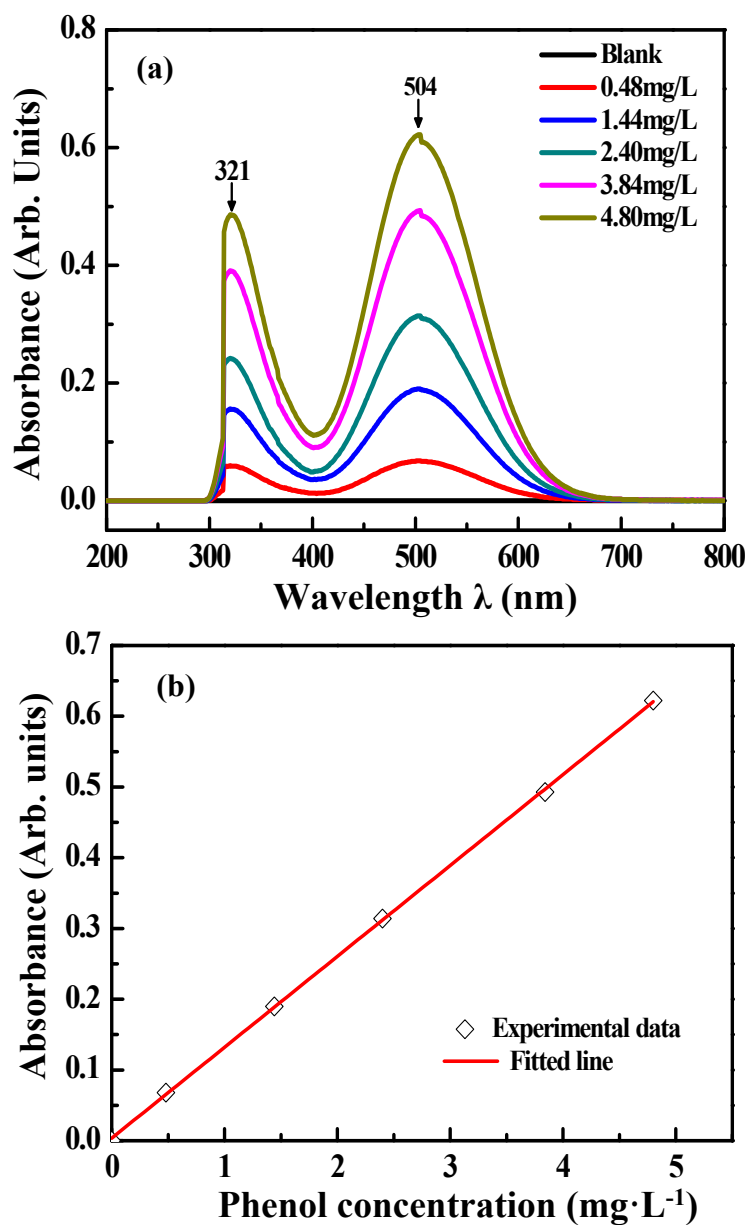 (a)
Blank
0.48mg/L
1.44mg/L
2.40mg/L
3.84mg/L
4.80mg/L
321
504
0.8
0.6
0.4
0.2
0.0
Absorbance (Arb. Units)
200 300 400 500 600 700 800
Wavelength λ (nm)
(b)
0.7
0.6
0.5
0.4
0.3
0.2
0.1
0.0
Absorbance (Arb. units)
Experimental data
Fitted line
0 1 2 3 4 5
Phenol concentration (mg·L⁻¹)